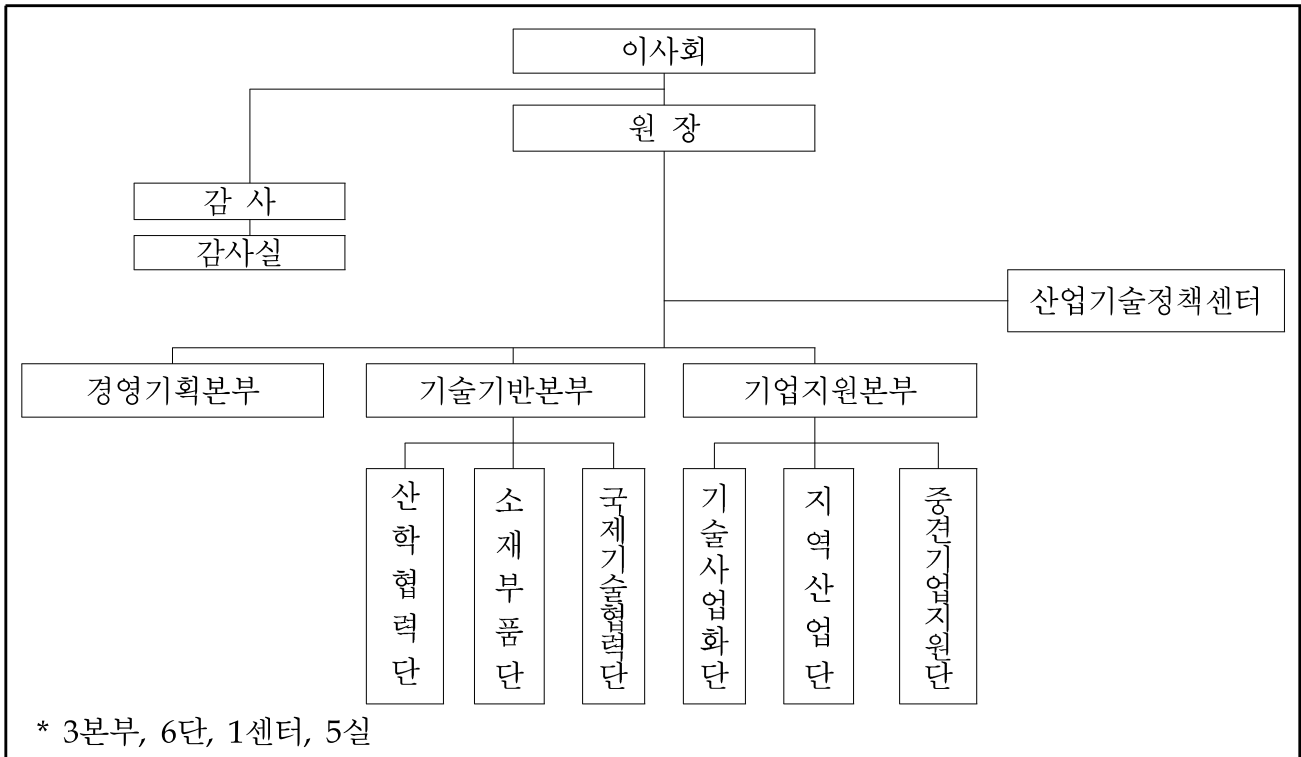 이사회
원 장
감 사
감사실
산업기술정책센터
경영기획본부
기술기반본부
기업지원본부
산학협력단
소재부품단
국제기술협력단
기술사업화단
지역산업단
중견기업지원단
* 3본부, 6단, 1센터, 5실